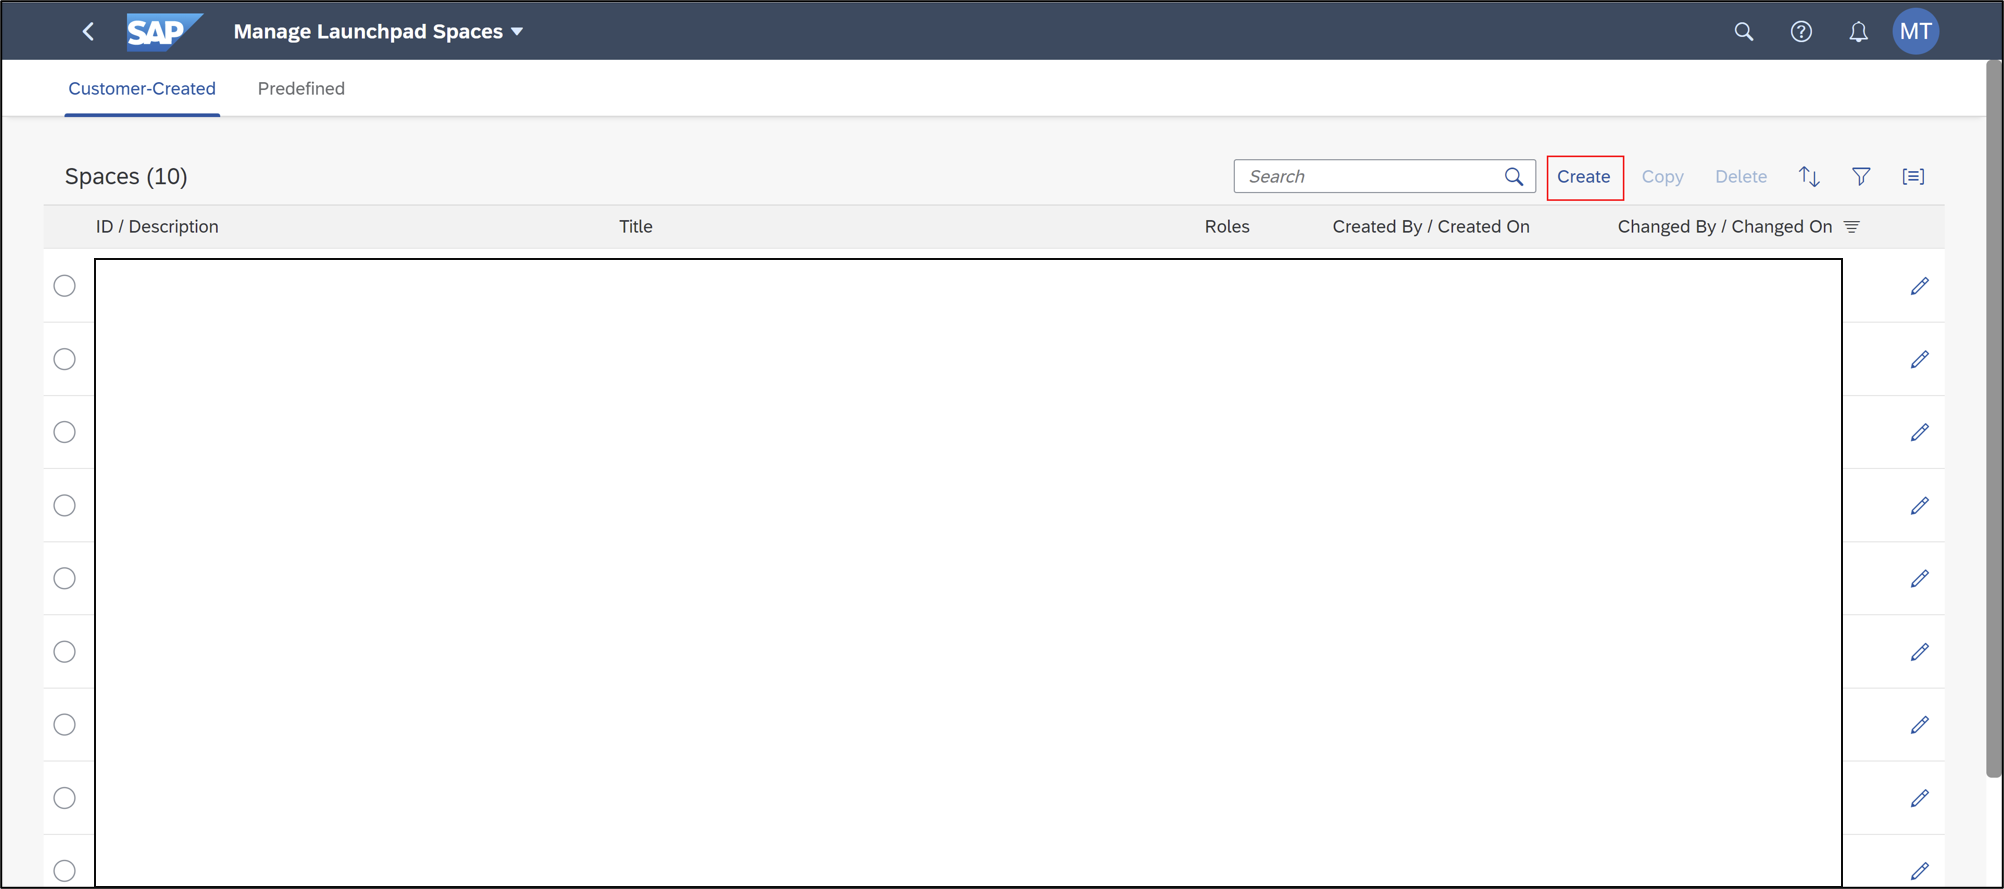 SAP Manage Launchpad Spaces MT
Customer-Created Predefined
Spaces (10) Search Create Copy Delete
ID / Description Title Roles Created By / Created On Changed By / Changed On